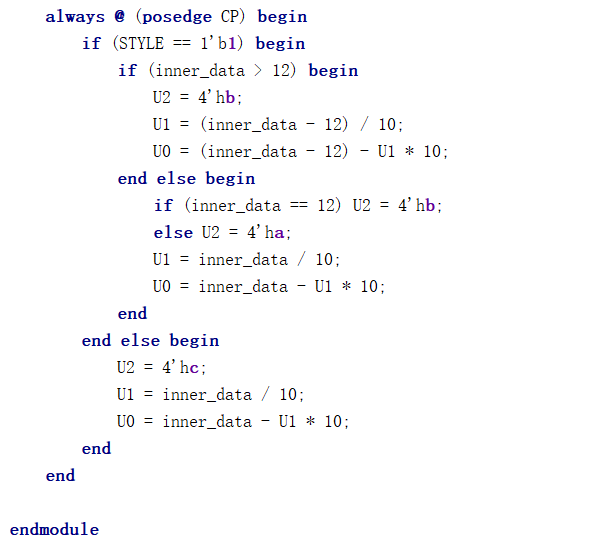 always @ (posedge CP) begin
if (STYLE == 1'b1) begin
if (inner_data > 12) begin
U2 = 4'hb;
U1 = (inner_data - 12) / 10;
U0 = (inner_data - 12) - U1 * 10;
end else begin
if (inner_data == 12) U2 = 4'hb;
else U2 = 4'ha;
U1 = inner_data / 10;
U0 = inner_data - U1 * 10;
end
end else begin
U2 = 4'hc;
U1 = inner_data / 10;
U0 = inner_data - U1 * 10;
end
end
endmodule